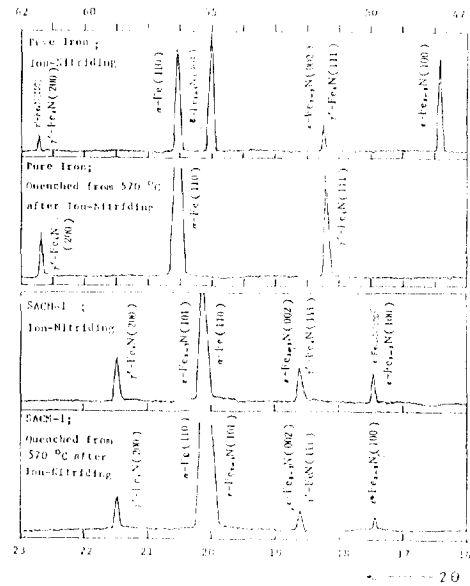 62 60 55 50 47
Pure Iron ;
Ion-Nitriding
γ'-Fe₄N(200)
α-Fe(110)
ε-Fe₂₋₃N(002)
γ'-Fe₄N(111)
ε-Fe₂₋₃N(100)
Pure Iron;
Quenched from 570 °C
after Ion-Nitriding
γ'-Fe₄N
(200)
α-Fe(110)
γ'-Fe₄N(111)
SACM-1 ;
Ion-Nitriding
γ'-Fe₄N(200)
ε-Fe₂₋₃N(101)
α-Fe(110)
ε-Fe₂₋₃N(002)
γ'-Fe₄N(111)
ε-Fe₂₋₃N(100)
SACM-1;
Quenched from
570 °C after
Ion-Nitriding
γ'-Fe₄N(200)
α-Fe(110)
ε-Fe₂₋₃N(101)
ε-Fe₂₋₃N(002)
ε-Fe₂₋₃N(100)
23 22 21 20 19 18 17 16
2θ